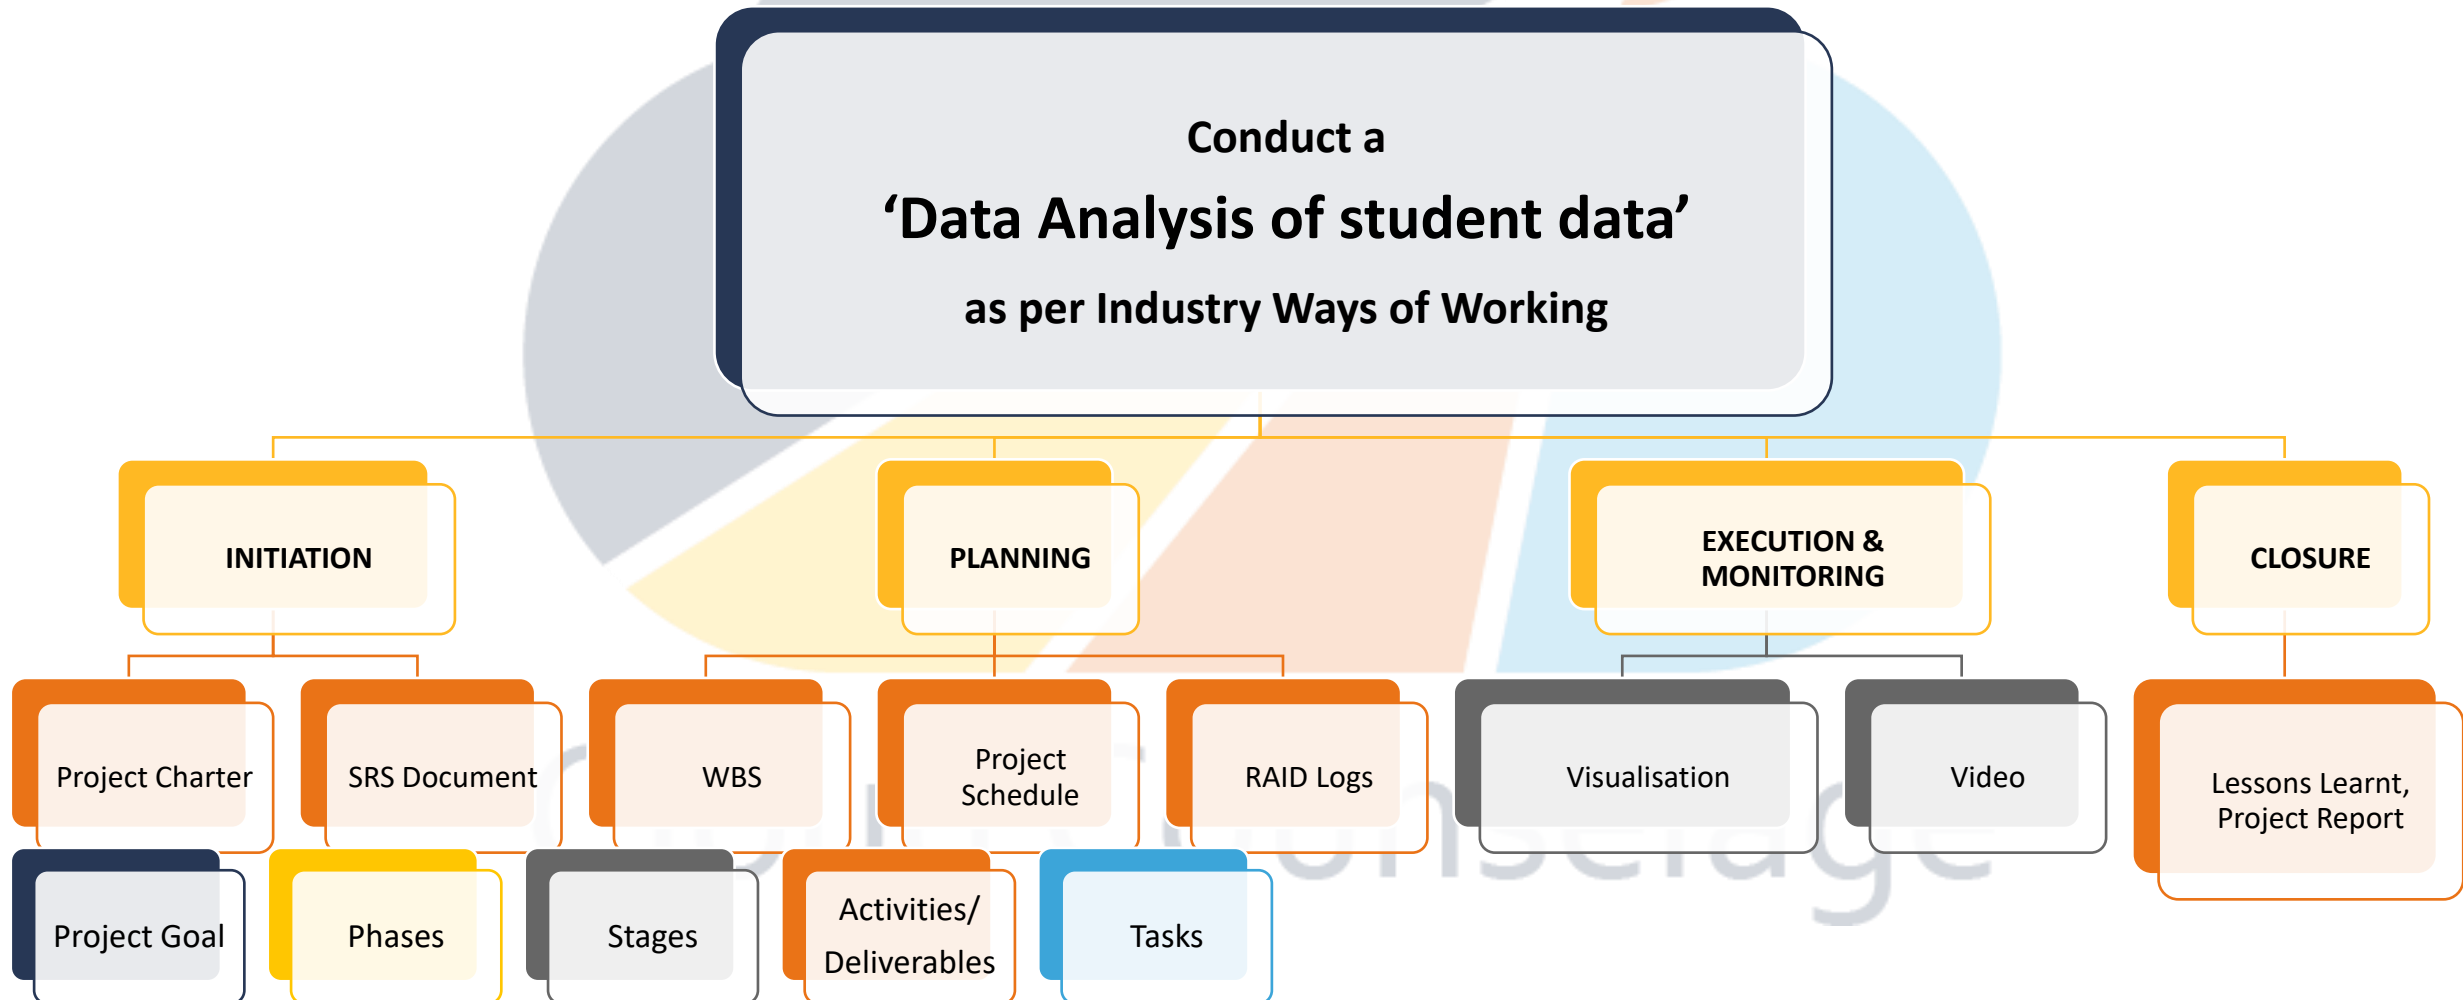 Conduct a
‘Data Analysis of student data’
as per Industry Ways of Working
INITIATION
PLANNING
EXECUTION &
MONITORING
CLOSURE
Project Charter
SRS Document
WBS
Project
Schedule
RAID Logs
Visualisation
Video
Lessons Learnt,
Project Report
Project Goal
Phases
Stages
Activities/
Deliverables
Tasks